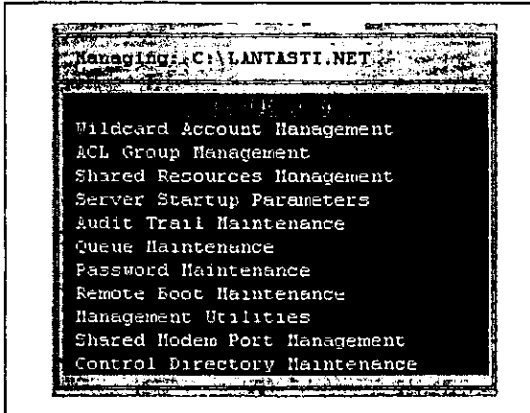 Managing: C:\LANTASTI.NET
Wildcard Account Management
ACL Group Management
Shared Resources Management
Server Startup Parameters
Audit Trail Maintenance
Queue Maintenance
Password Maintenance
Remote Boot Maintenance
Management Utilities
Shared Modem Port Management
Control Directory Maintenance